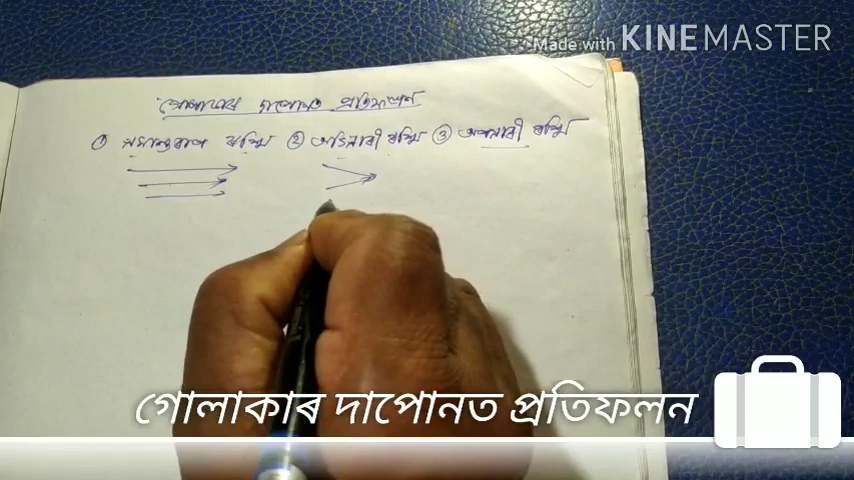 Made with KINEMASTER
গোলাকাৰ দাপোনত প্ৰতিফলন
① সমান্তৰাল ৰশ্মি ② অভিসাৰী ৰশ্মি ③ অপসাৰী ৰশ্মি
গোলাকাৰ দাপোনত প্ৰতিফলন